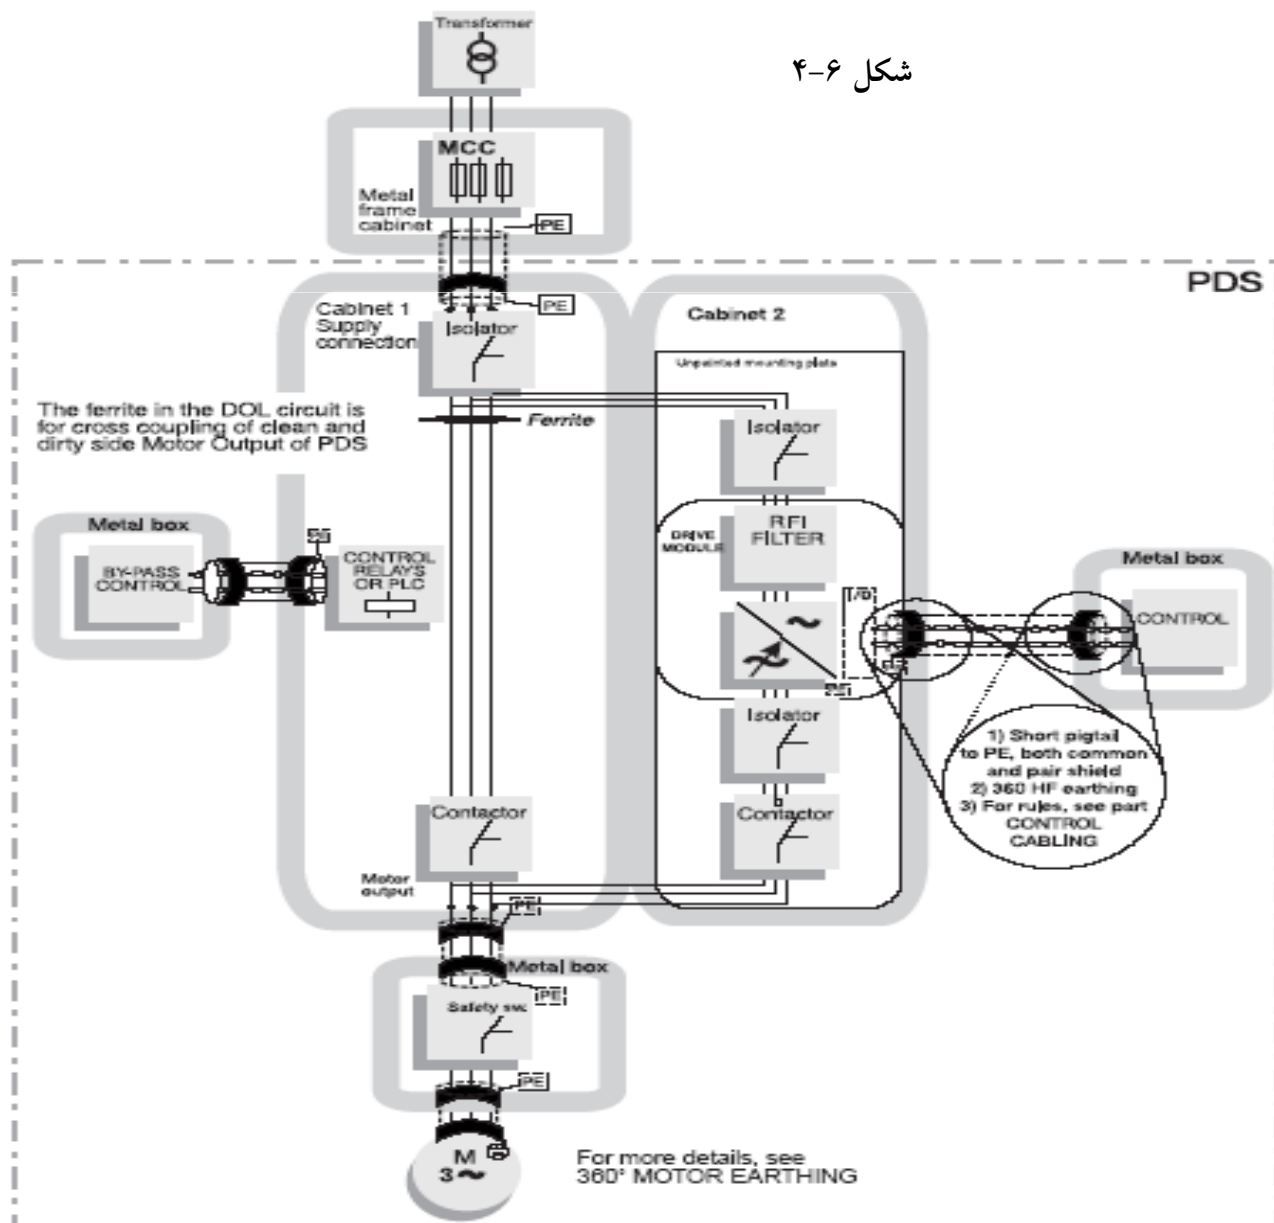 Transformer
شکل ۶-۴
MCC
Metal
frame
cabinet
PE
PDS
PE
Cabinet 1
Supply
connection
Isolator
Cabinet 2
Unpainted mounting plate
The ferrite in the DOL circuit is
for cross coupling of clean and
dirty side Motor Output of PDS
Ferrite
Isolator
Metal box
BY-PASS
CONTROL
CONTROL
RELAYS
OR PLC
DRIVE
MODULE
RFI
FILTER
I/O
Metal box
CONTROL
Isolator
1) Short pigtail
to PE, both common
and pair shield
2) 360 HF earthing
3) For rules, see part
CONTROL
CABLING
Contactor
Contactor
Motor
output
PE
Metal box
PE
Safety sw.
PE
M
3~
For more details, see
360° MOTOR EARTHING